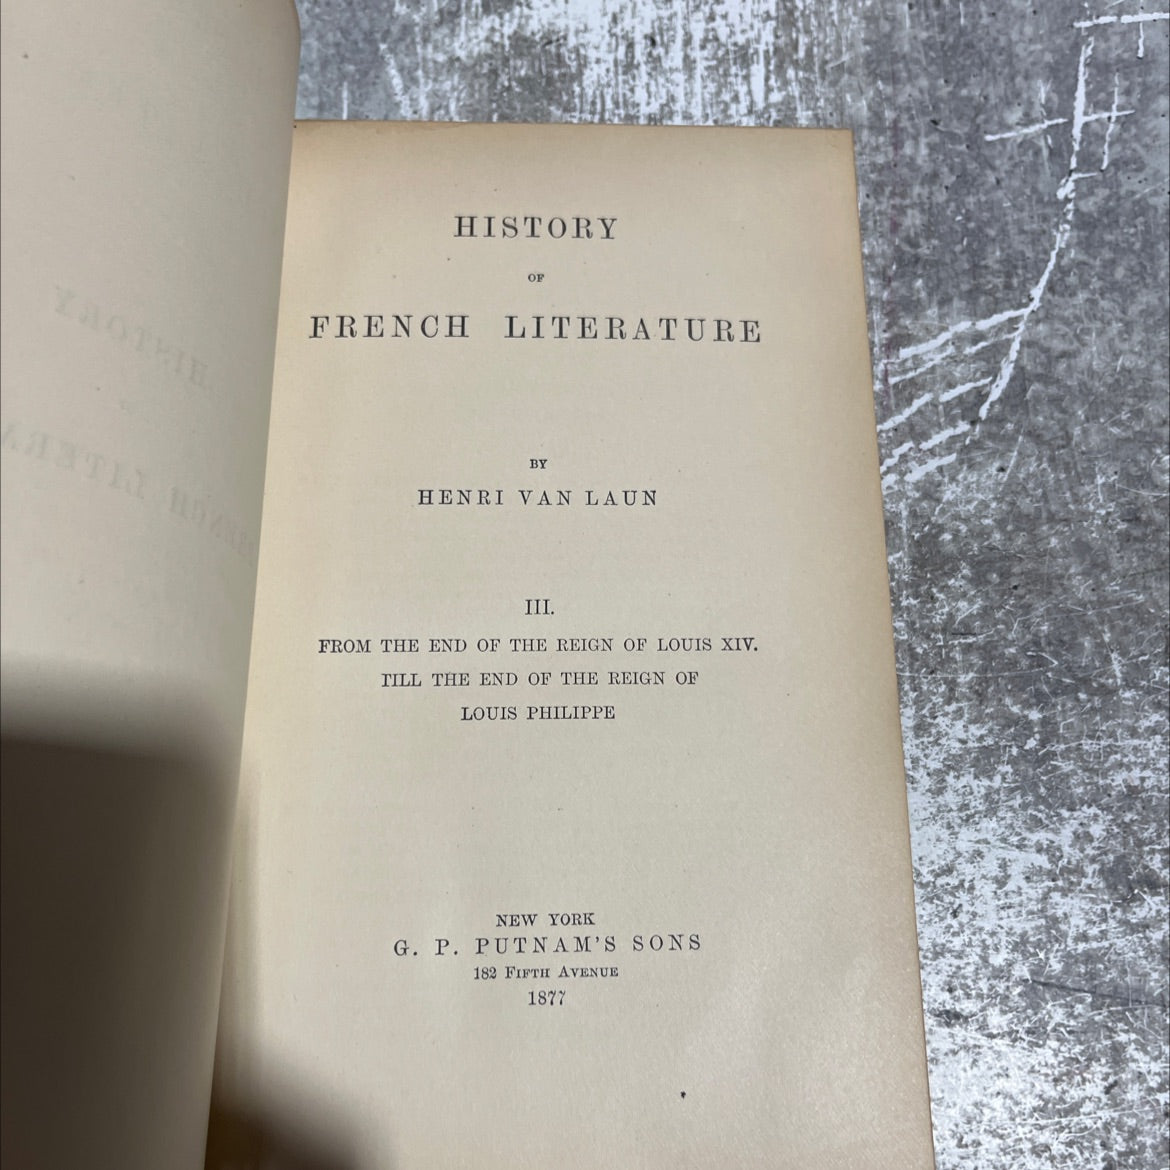 HISTORY
OF
FRENCH LITERATURE
BY
HENRI VAN LAUN
III.
FROM THE END OF THE REIGN OF LOUIS XIV.
TILL THE END OF THE REIGN OF
LOUIS PHILIPPE
NEW YORK
G. P. PUTNAM'S SONS
182 FIFTH AVENUE
1877